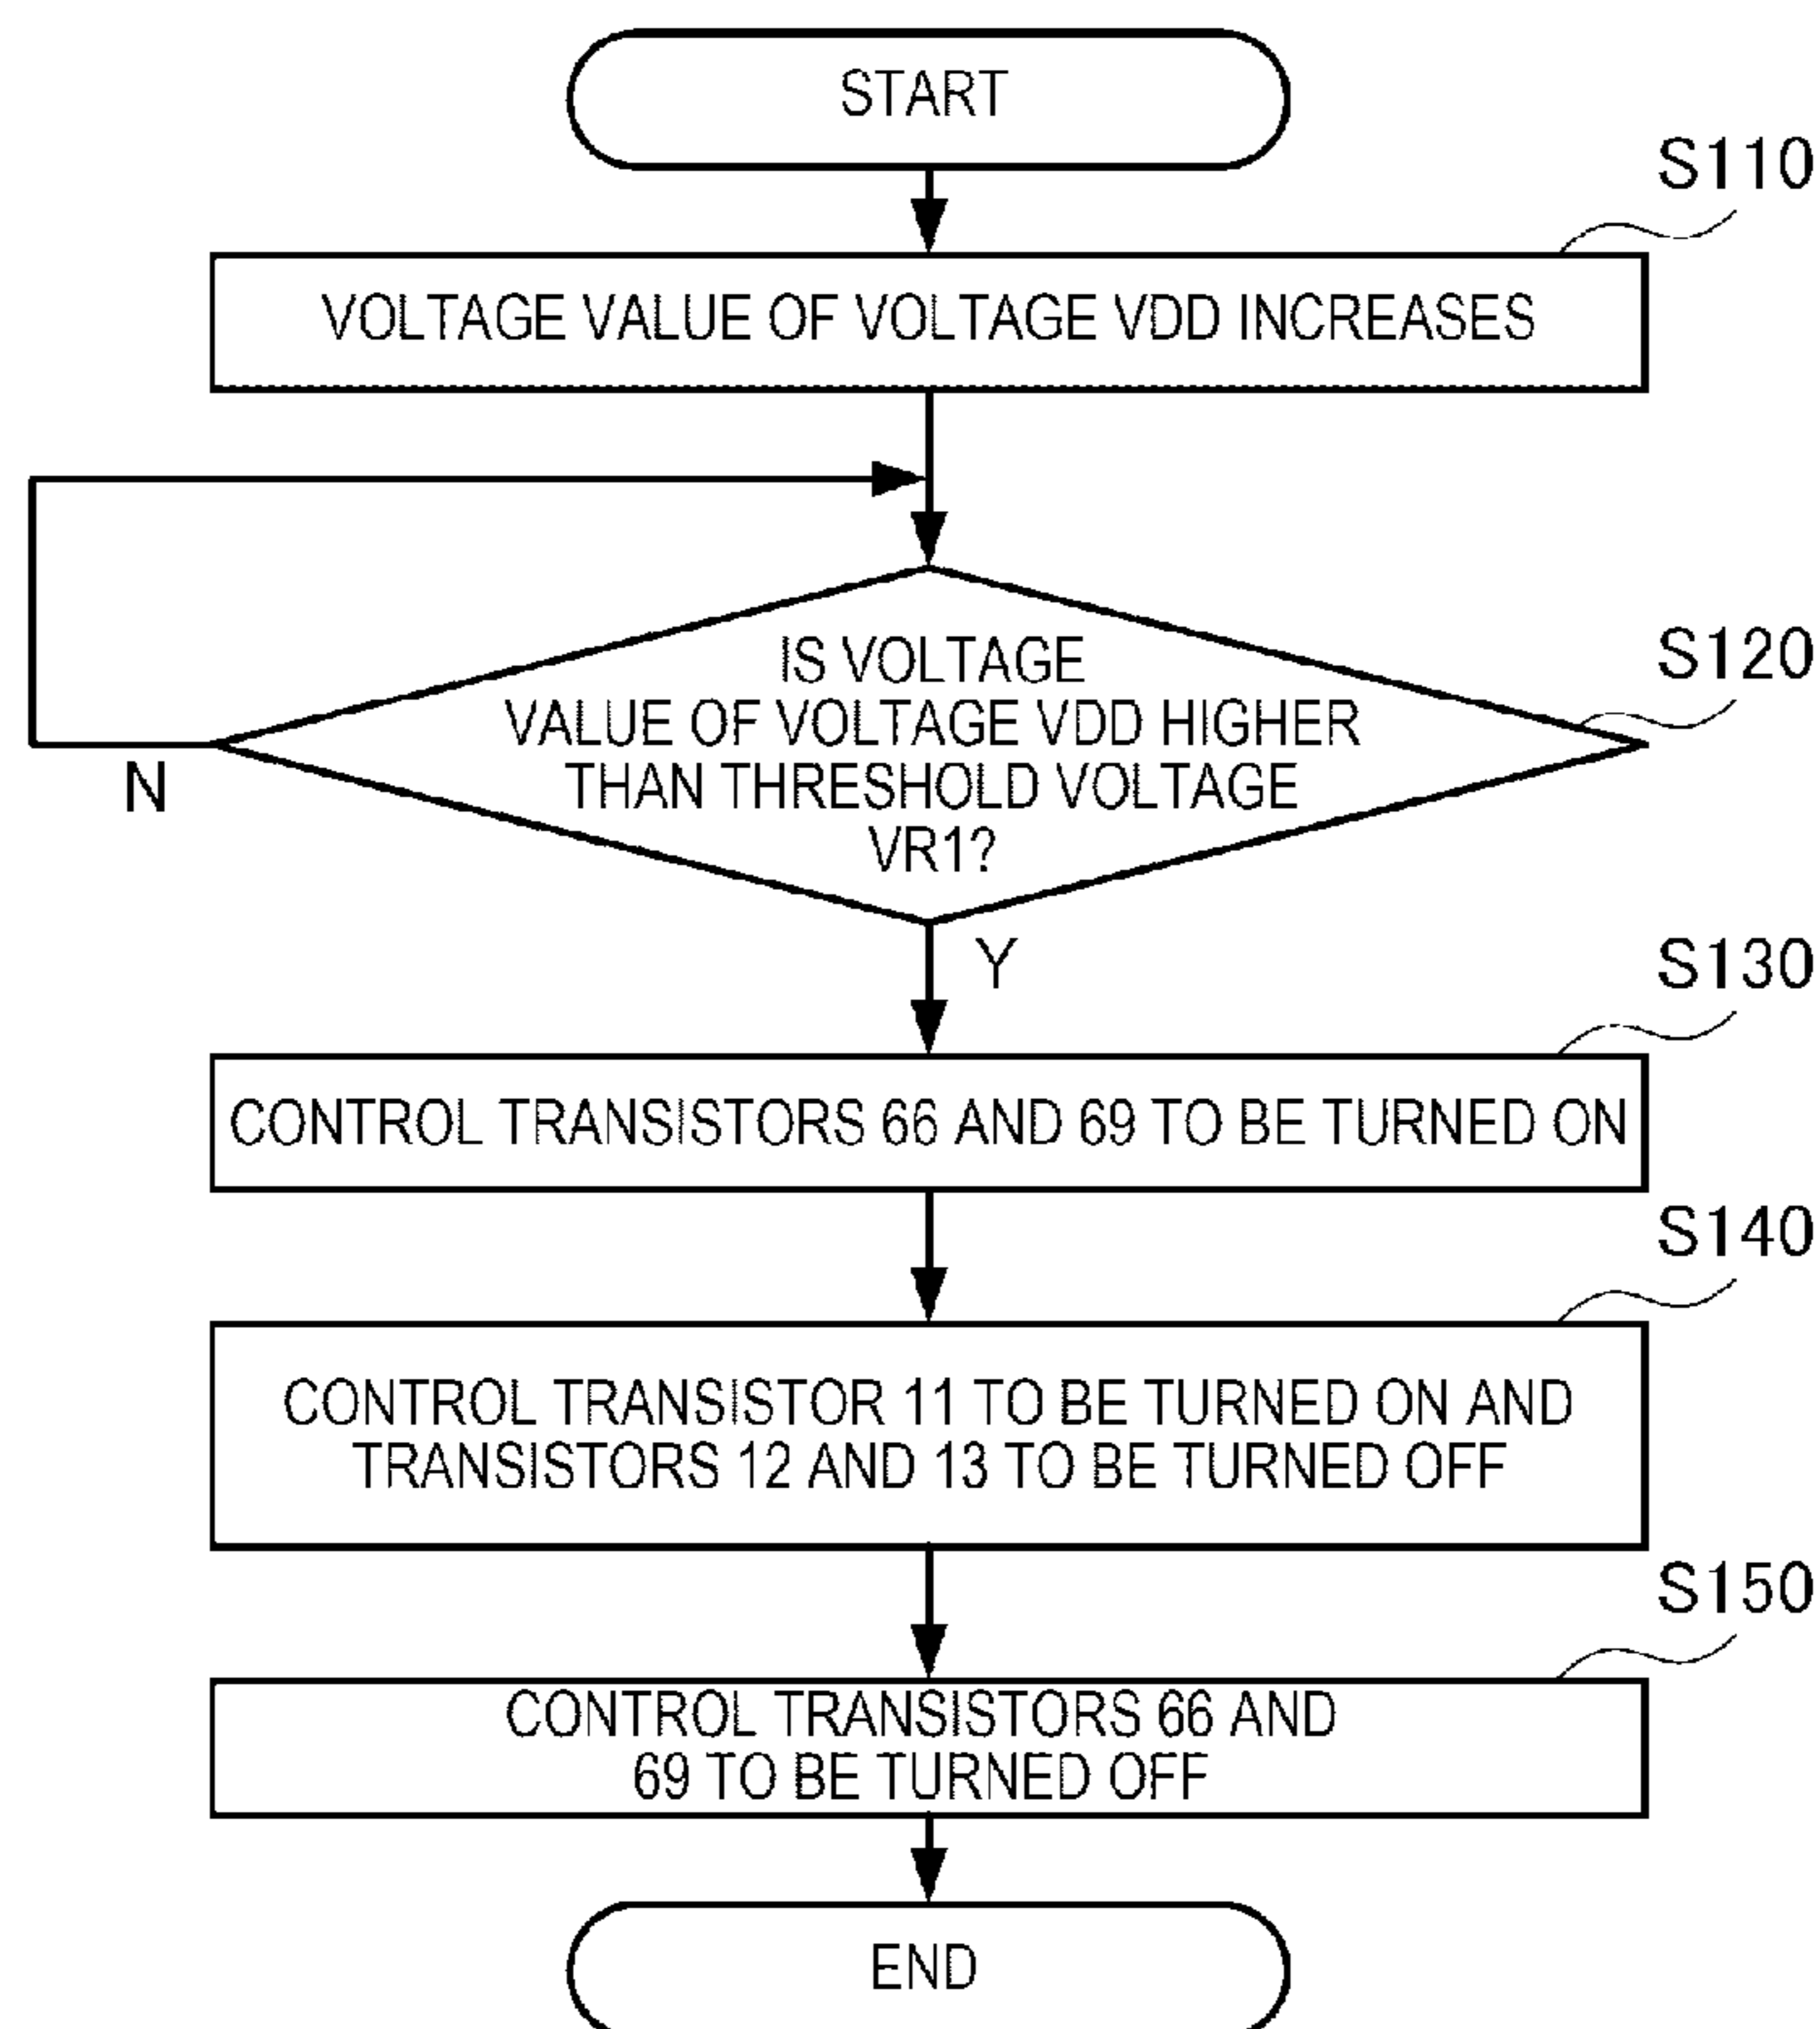 START
S110
VOLTAGE VALUE OF VOLTAGE VDD INCREASES
S120
IS VOLTAGE
VALUE OF VOLTAGE VDD HIGHER
THAN THRESHOLD VOLTAGE
VR1?
N
Y
S130
CONTROL TRANSISTORS 66 AND 69 TO BE TURNED ON
S140
CONTROL TRANSISTOR 11 TO BE TURNED ON AND
TRANSISTORS 12 AND 13 TO BE TURNED OFF
S150
CONTROL TRANSISTORS 66 AND
69 TO BE TURNED OFF
END